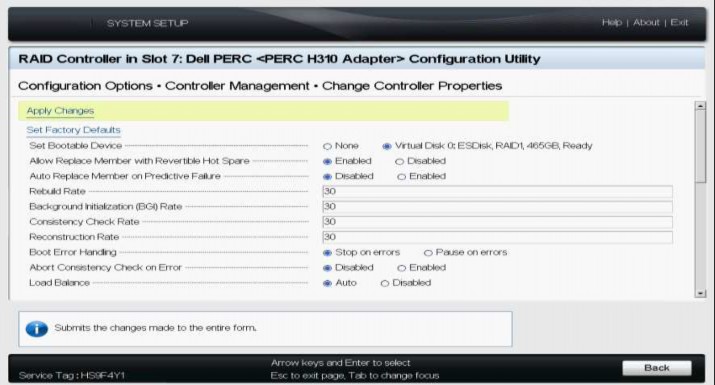 SYSTEM SETUP
Help | About | Exit
RAID Controller in Slot 7: Dell PERC <PERC H310 Adapter> Configuration Utility
Configuration Options • Controller Management • Change Controller Properties
Apply Changes
Set Factory Defaults
Set Bootable Device None Virtual Disk 0: ESDisk, RAID1, 465GB, Ready
Allow Replace Member with Revertible Hot Spare Enabled Disabled
Auto Replace Member on Predictive Failure Disabled Enabled
Rebuild Rate 30
Background Initialization (BGI) Rate 30
Consistency Check Rate 30
Reconstruction Rate 30
Boot Error Handling Stop on errors Pause on errors
Abort Consistency Check on Error Disabled Enabled
Load Balance Auto Disabled
Submits the changes made to the entire form.
Service Tag : HS9F4Y1
Arrow keys and Enter to select
Esc to exit page, Tab to change focus
Back